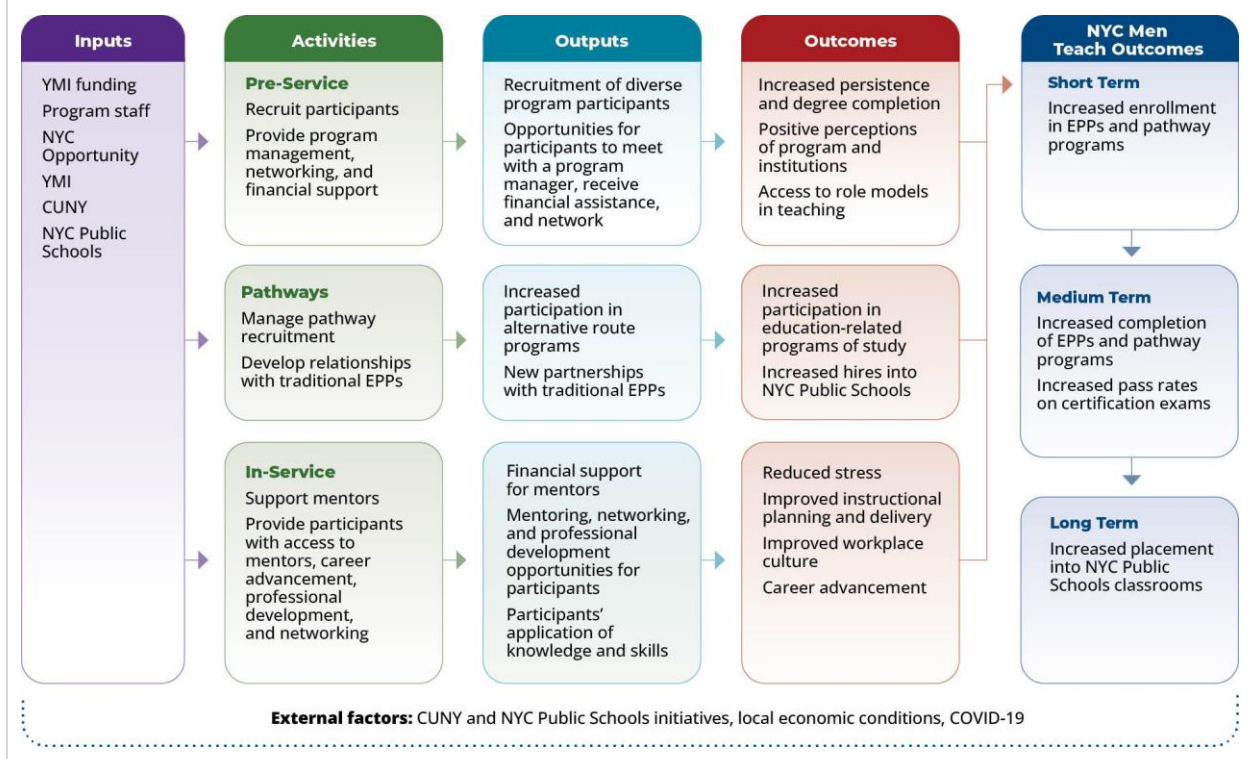 Inputs
YMI funding
Program staff
NYC
Opportunity
YMI
CUNY
NYC Public
Schools
Activities
Pre-Service
Recruit participants
Provide program
management,
networking, and
financial support
Pathways
Manage pathway
recruitment
Develop relationships
with traditional EPPs
In-Service
Support mentors
Provide participants
with access to
mentors, career
advancement,
professional
development,
and networking
Outputs
Recruitment of diverse
program participants
Opportunities for
participants to meet
with a program
manager, receive
financial assistance,
and network
Increased
participation in
alternative route
programs
New partnerships
with traditional EPPs
Financial support
for mentors
Mentoring, networking,
and professional
development
opportunities for
participants
Participants’
application of
knowledge and skills
Outcomes
Increased persistence
and degree completion
Positive perceptions
of program and
institutions
Access to role models
in teaching
Increased
participation in
education-related
programs of study
Increased hires into
NYC Public Schools
Reduced stress
Improved instructional
planning and delivery
Improved workplace
culture
Career advancement
NYC Men
Teach Outcomes
Short Term
Increased enrollment
in EPPs and pathway
programs
Medium Term
Increased completion
of EPPs and pathway
programs
Increased pass rates
on certification exams
Long Term
Increased placement
into NYC Public
Schools classrooms
External factors: CUNY and NYC Public Schools initiatives, local economic conditions, COVID-19